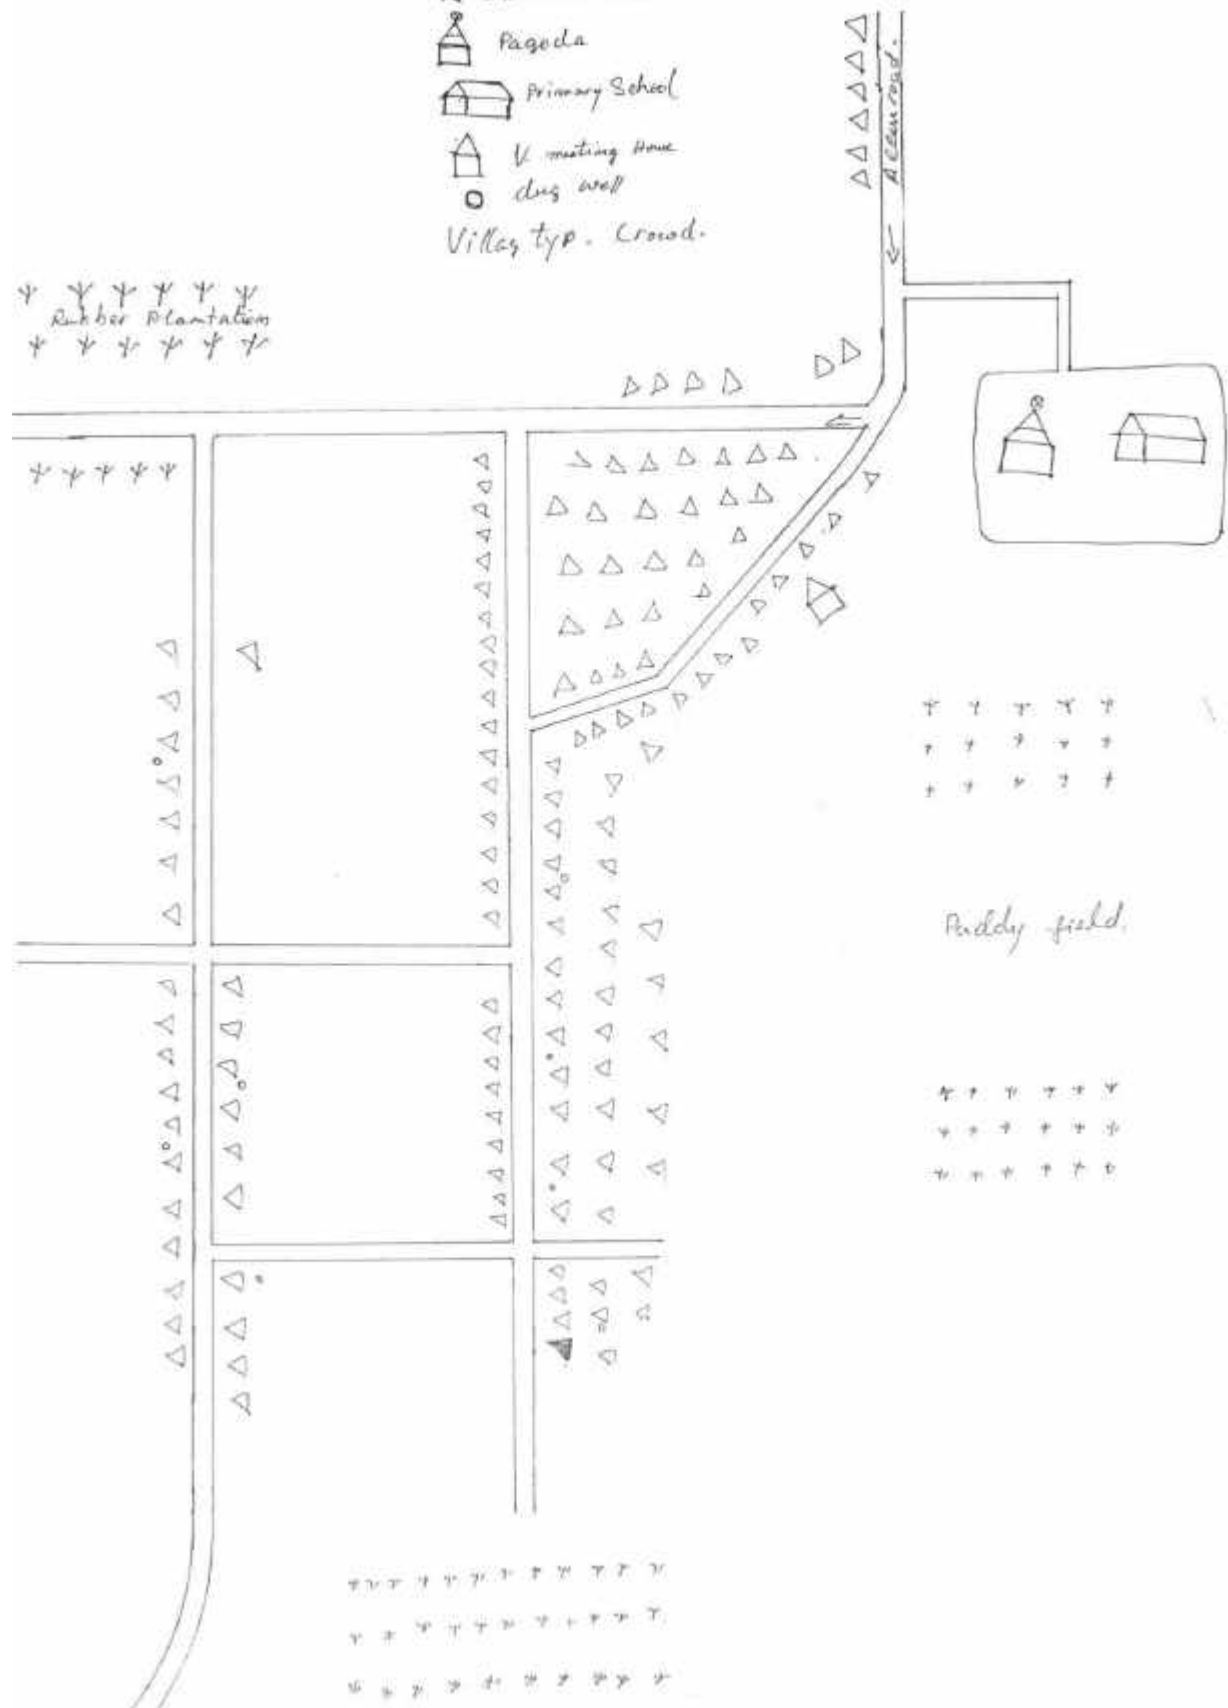 Pagoda
Primary School
V meeting House
dug well
Villag typ. Crowd.
Access road.
Rubber Plantation
Paddy field.